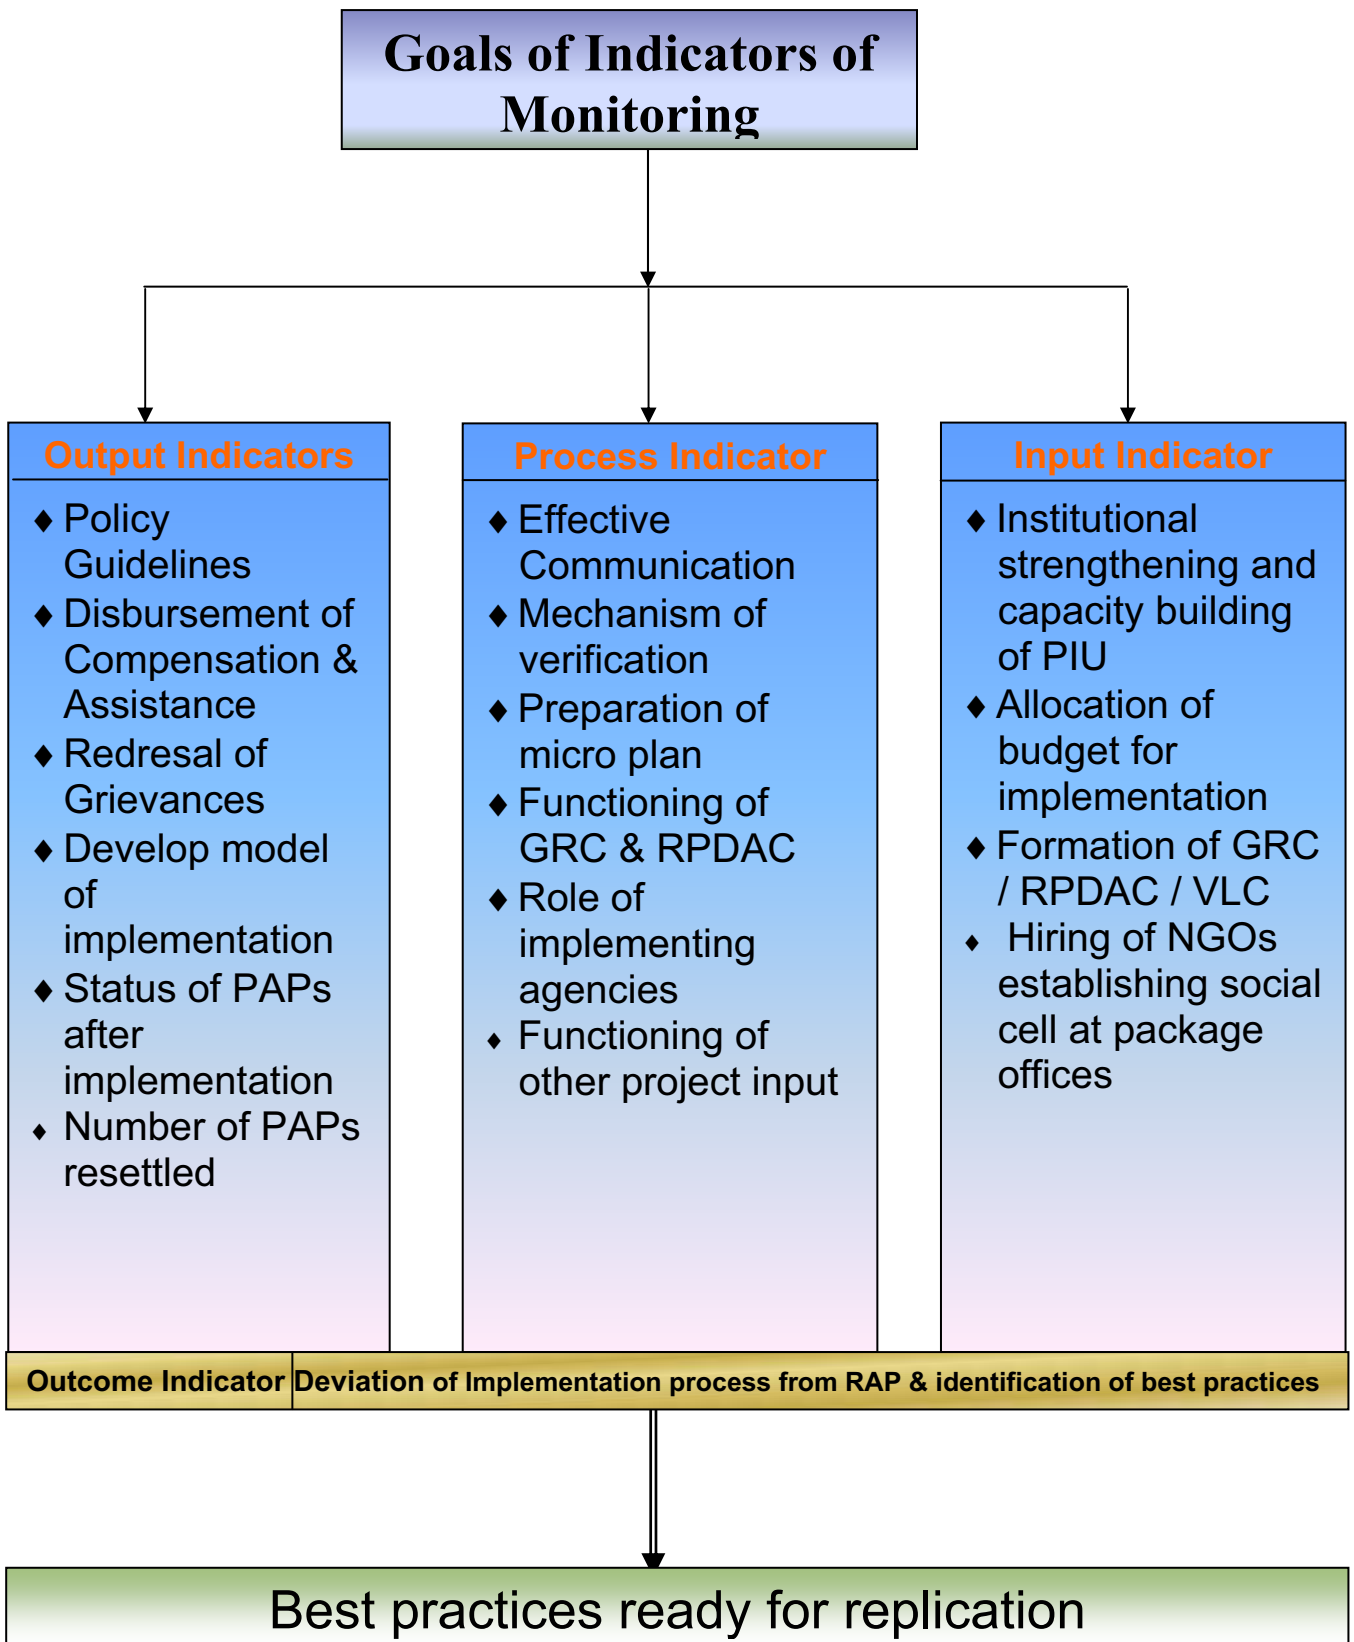 Goals of Indicators of
Monitoring
Output Indicators
♦ Policy
Guidelines
♦ Disbursement of
Compensation &
Assistance
♦ Redresal of
Grievances
♦ Develop model
of
implementation
♦ Status of PAPs
after
implementation
♦ Number of PAPs
resettled
Process Indicator
♦ Effective
Communication
♦ Mechanism of
verification
♦ Preparation of
micro plan
♦ Functioning of
GRC & RPDAC
♦ Role of
implementing
agencies
♦ Functioning of
other project input
Input Indicator
♦ Institutional
strengthening and
capacity building
of PIU
♦ Allocation of
budget for
implementation
♦ Formation of GRC
/ RPDAC / VLC
♦ Hiring of NGOs
establishing social
cell at package
offices
Outcome Indicator Deviation of Implementation process from RAP & identification of best practices
Best practices ready for replication